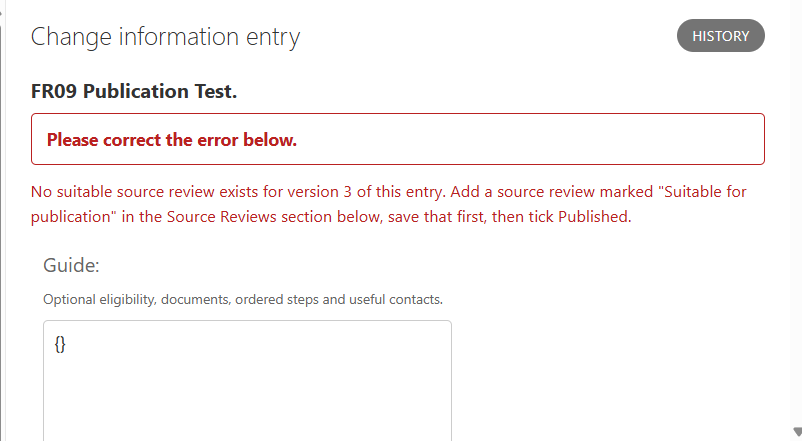 Change information entry
HISTORY
FR09 Publication Test.
Please correct the error below.
No suitable source review exists for version 3 of this entry. Add a source review marked "Suitable for
publication" in the Source Reviews section below, save that first, then tick Published.
Guide:
Optional eligibility, documents, ordered steps and useful contacts.
{}